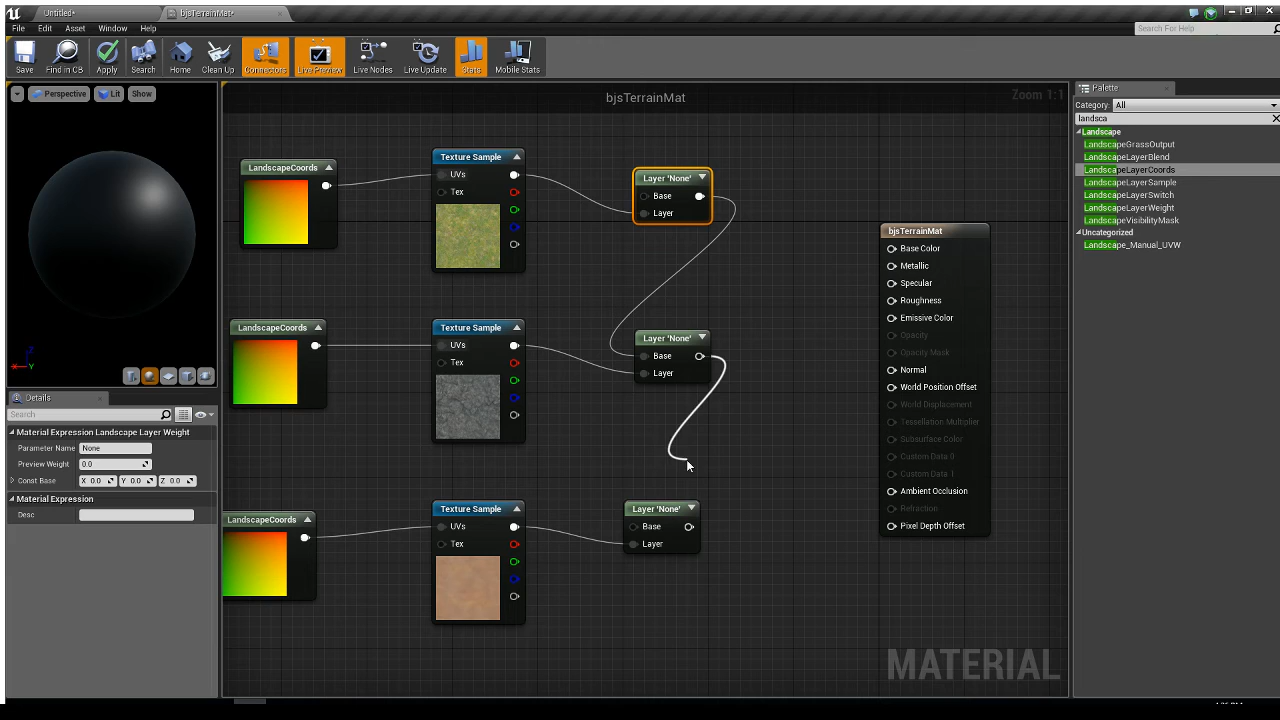 Untitled*
bjsTerrainMat*
File Edit Asset Window Help
Search For Help
Save Find in CB Apply Search Home Clean Up Connectors Live Preview Live Nodes Live Update Stats Mobile Stats
Perspective Lit Show
bjsTerrainMat
Zoom 1:1
Palette
Category: All
landsca
Landscape
LandscapeGrassOutput
LandscapeLayerBlend
LandscapeLayerCoords
LandscapeLayerSample
LandscapeLayerSwitch
LandscapeLayerWeight
LandscapeVisibilityMask
Uncategorized
Landscape_Manual_UVW
LandscapeCoords
Texture Sample
UVs
Tex
Layer 'None'
Base
Layer
LandscapeCoords
Texture Sample
UVs
Tex
Layer 'None'
Base
Layer
LandscapeCoords
Texture Sample
UVs
Tex
Layer 'None'
Base
Layer
bjsTerrainMat
Base Color
Metallic
Specular
Roughness
Emissive Color
Opacity
Opacity Mask
Normal
World Position Offset
World Displacement
Tessellation Multiplier
Subsurface Color
Custom Data 0
Custom Data 1
Ambient Occlusion
Refraction
Pixel Depth Offset
MATERIAL
Z
Y
Details
Search
Material Expression Landscape Layer Weight
Parameter Name None
Preview Weight 0.0
Const Base X 0.0 Y 0.0 Z 0.0
Material Expression
Desc